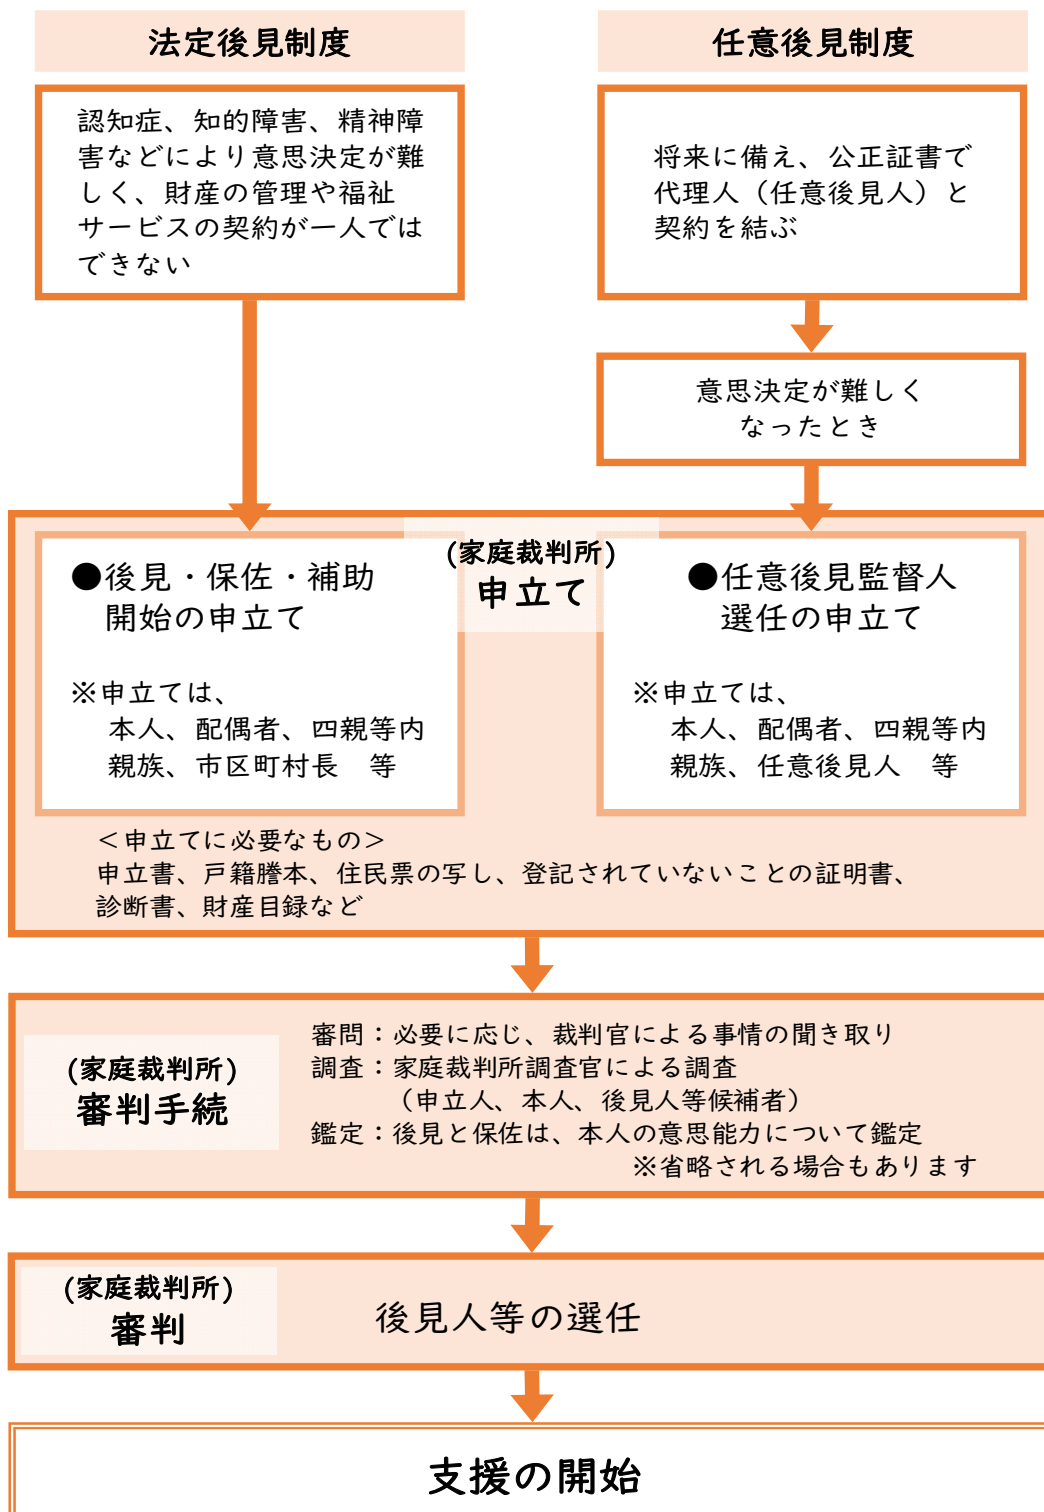 法定後見制度
認知症、知的障害、精神障
害などにより意思決定が難
しく、財産の管理や福祉
サービスの契約が一人では
できない
任意後見制度
将来に備え、公正証書で
代理人（任意後見人）と
契約を結ぶ
意思決定が難しく
なったとき
(家庭裁判所)
申立て
●後見・保佐・補助
開始の申立て
※申立ては、
本人、配偶者、四親等内
親族、市区町村長　等
●任意後見監督人
選任の申立て
※申立ては、
本人、配偶者、四親等内
親族、任意後見人　等
＜申立てに必要なもの＞
申立書、戸籍謄本、住民票の写し、登記されていないことの証明書、
診断書、財産目録など
(家庭裁判所)
審判手続
審問：必要に応じ、裁判官による事情の聞き取り
調査：家庭裁判所調査官による調査
（申立人、本人、後見人等候補者）
鑑定：後見と保佐は、本人の意思能力について鑑定
※省略される場合もあります
(家庭裁判所)
審判
後見人等の選任
支援の開始